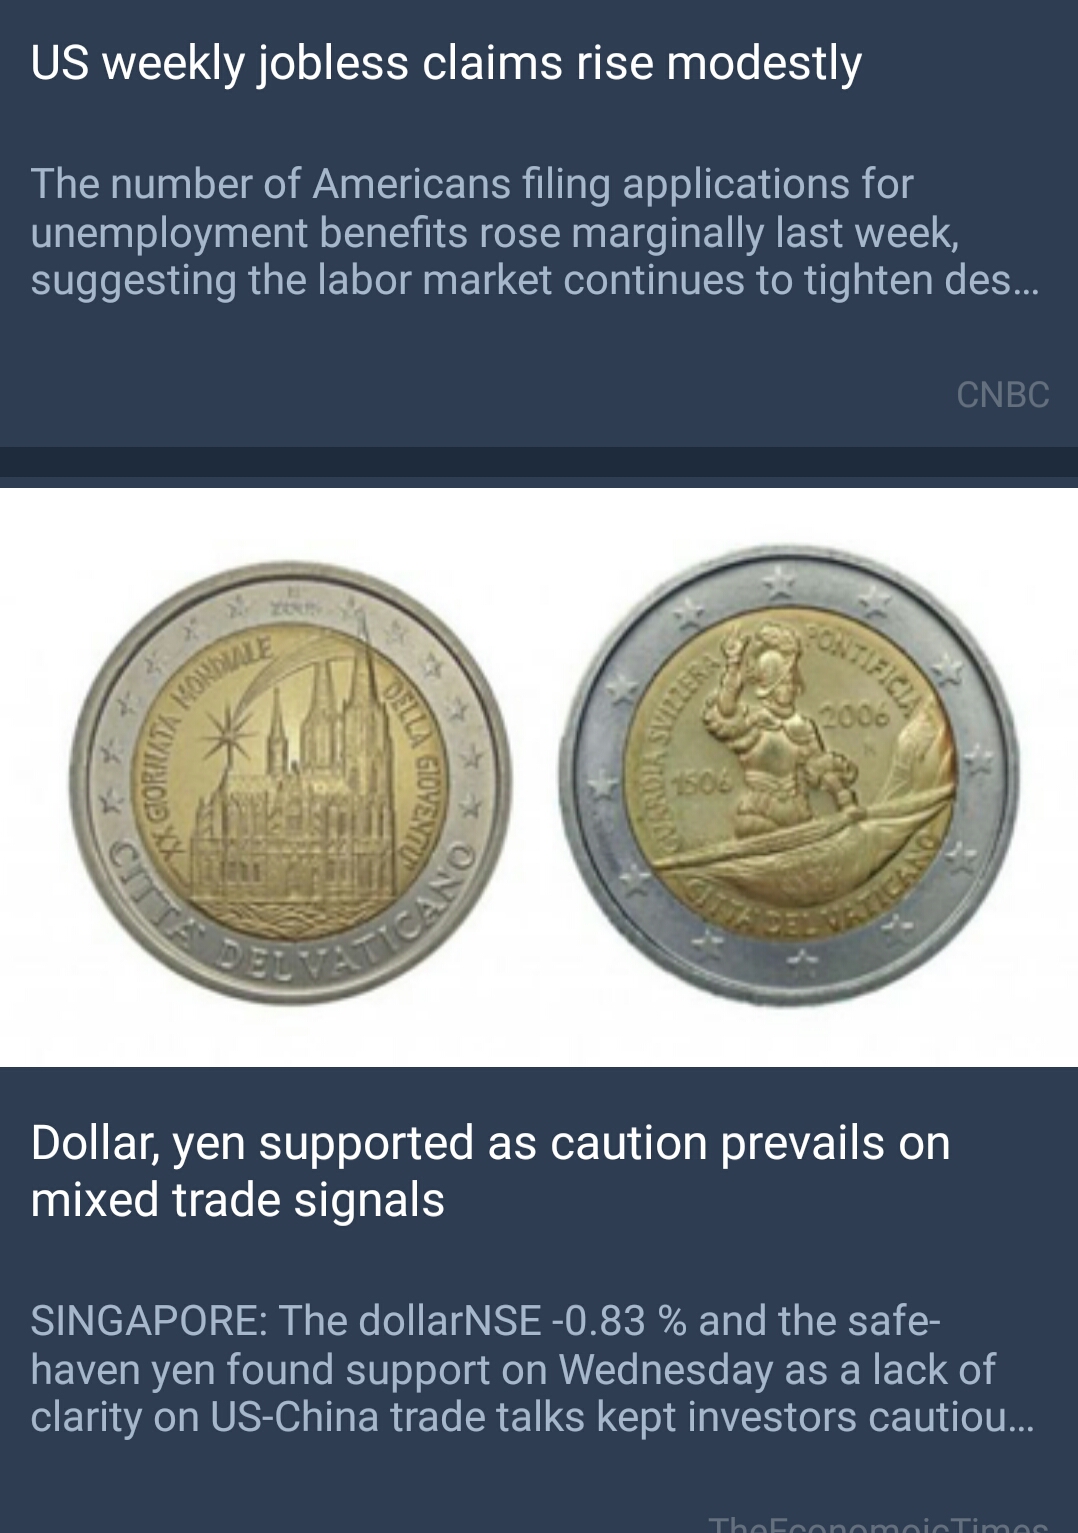 US weekly jobless claims rise modestly
The number of Americans filing applications for
unemployment benefits rose marginally last week,
suggesting the labor market continues to tighten des...
CNBC
XX GIORNATA MONDIALE DELLA GIOVENTU'
CITTA' DEL VATICANO
GUARDIA SVIZZERA PONTIFICIA
2006
1506
CITTA DEL VATICANO
Dollar, yen supported as caution prevails on
mixed trade signals
SINGAPORE: The dollarNSE -0.83 % and the safe-
haven yen found support on Wednesday as a lack of
clarity on US-China trade talks kept investors cautiou...
TheEconomoicTimes